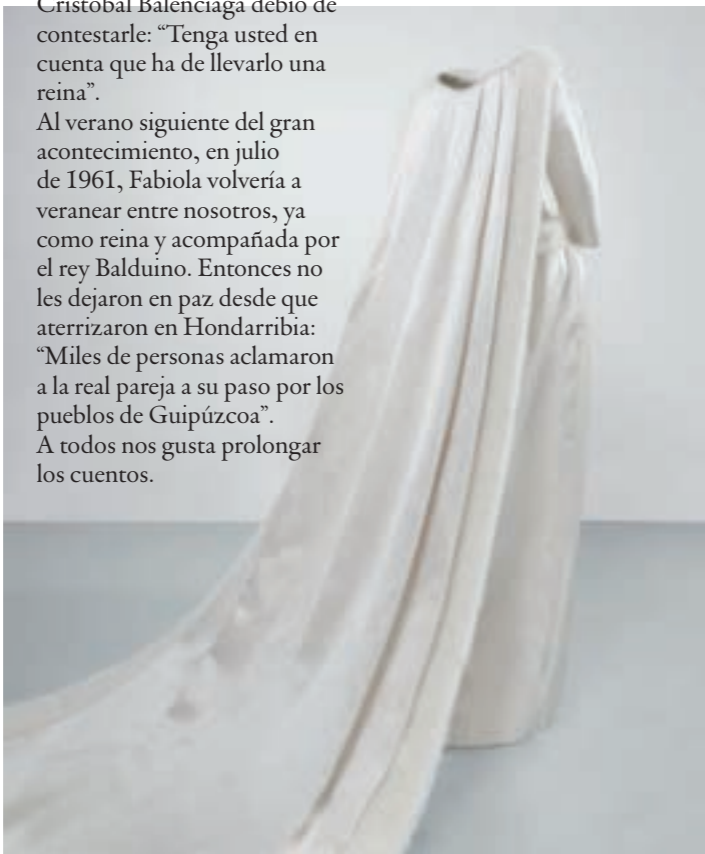 Cristóbal Balenciaga debió de
contestarle: “Tenga usted en
cuenta que ha de llevarlo una
reina”.
Al verano siguiente del gran
acontecimiento, en julio
de 1961, Fabiola volvería a
veranear entre nosotros, ya
como reina y acompañada por
el rey Balduino. Entonces no
les dejaron en paz desde que
aterrizaron en Hondarribia:
“Miles de personas aclamaron
a la real pareja a su paso por los
pueblos de Guipúzcoa”.
A todos nos gusta prolongar
los cuentos.